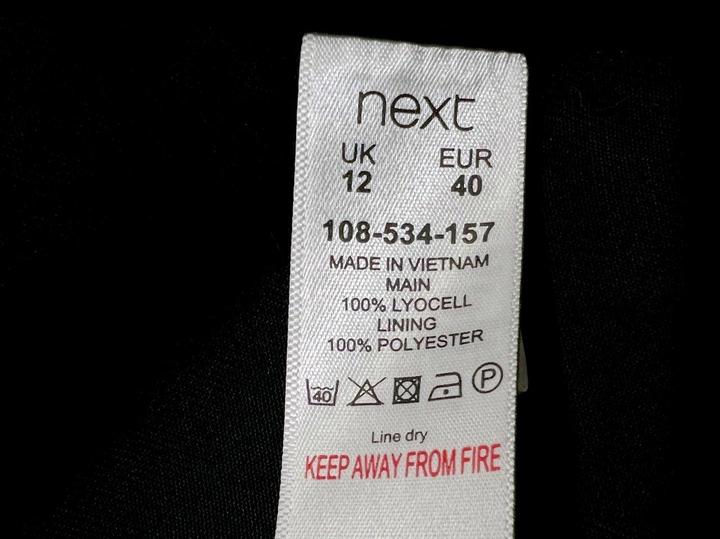 next
UK EUR
12 40
108-534-157
MADE IN VIETNAM
MAIN
100% LYOCELL
LINING
100% POLYESTER
40 P
Line dry
KEEP AWAY FROM FIRE